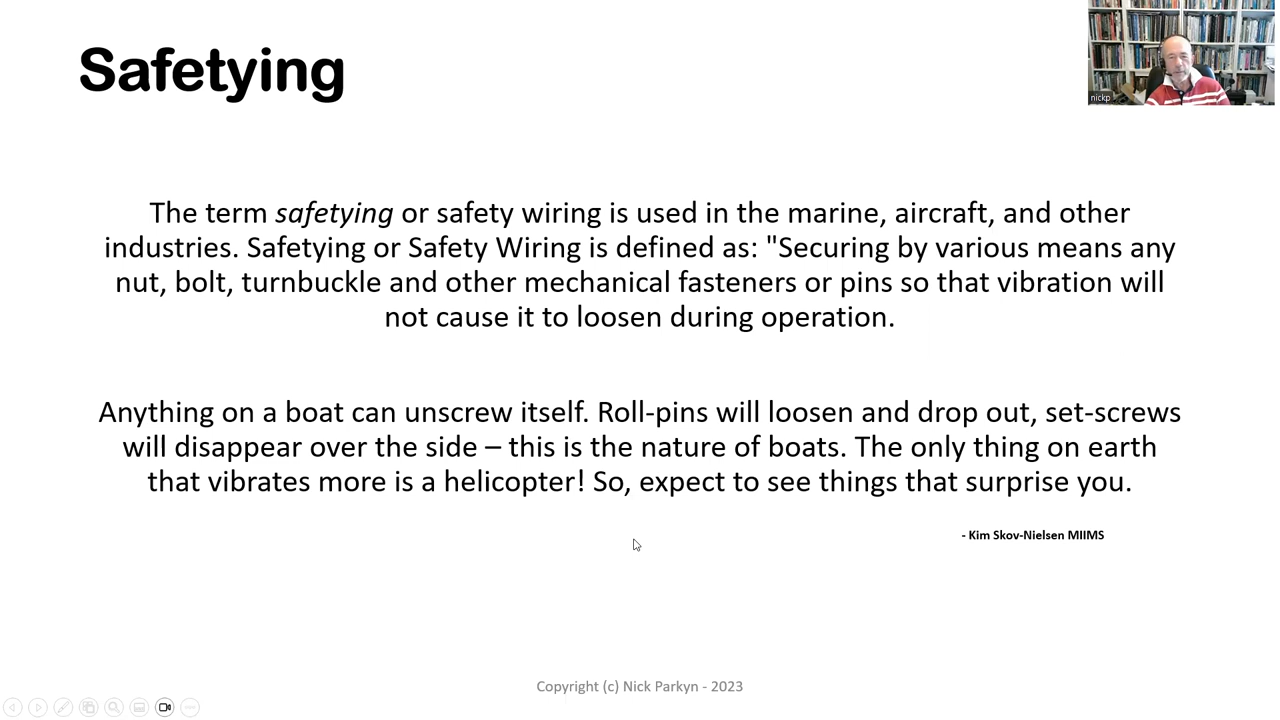 Safetying
nickp
The term safetying or safety wiring is used in the marine, aircraft, and other
industries. Safetying or Safety Wiring is defined as: "Securing by various means any
nut, bolt, turnbuckle and other mechanical fasteners or pins so that vibration will
not cause it to loosen during operation.
Anything on a boat can unscrew itself. Roll-pins will loosen and drop out, set-screws
will disappear over the side – this is the nature of boats. The only thing on earth
that vibrates more is a helicopter! So, expect to see things that surprise you.
- Kim Skov-Nielsen MIIMS
Copyright (c) Nick Parkyn - 2023